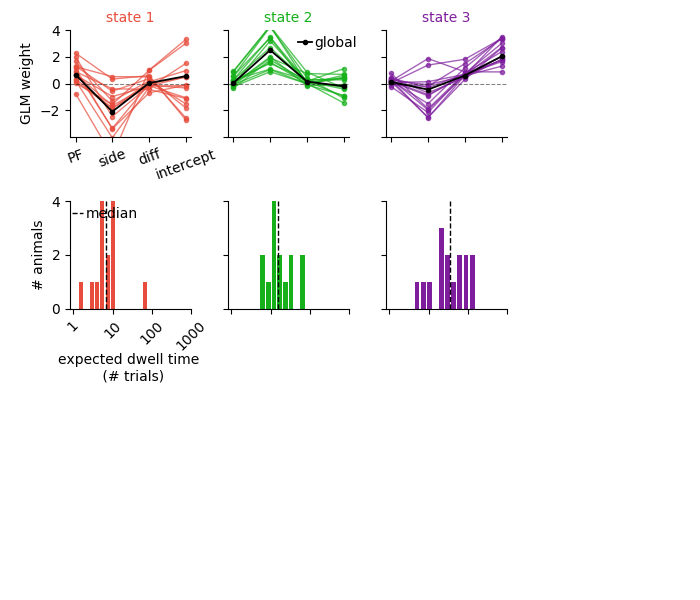 state 1 state 2 state 3
GLM weight
4
2
0
−2
global
PF side diff intercept
# animals
4
2
0
median
1 10 100 1000
expected dwell time
(# trials)